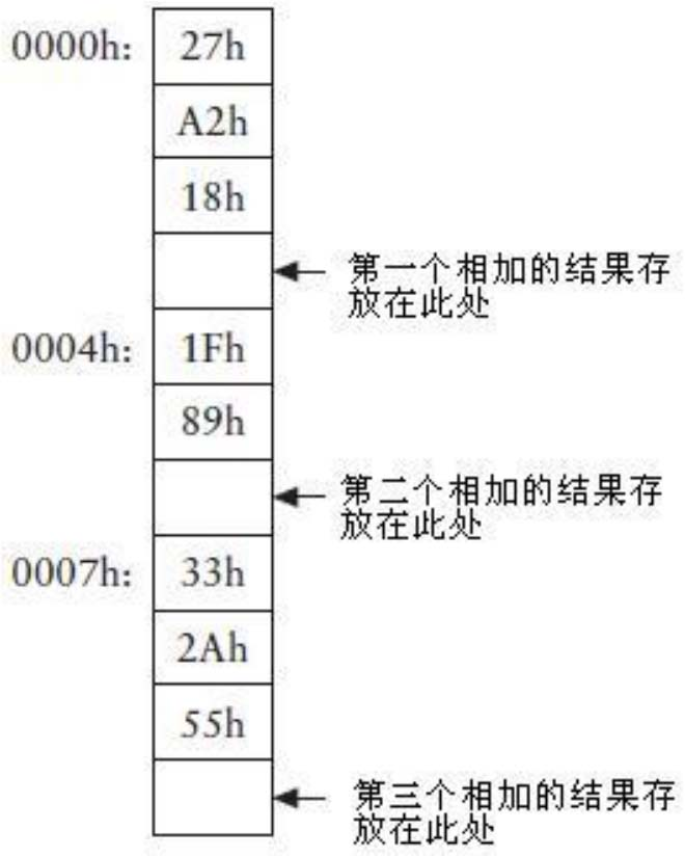 0000h: 27h
A2h
18h
第一个相加的结果存
放在此处
0004h: 1Fh
89h
第二个相加的结果存
放在此处
0007h: 33h
2Ah
55h
第三个相加的结果存
放在此处